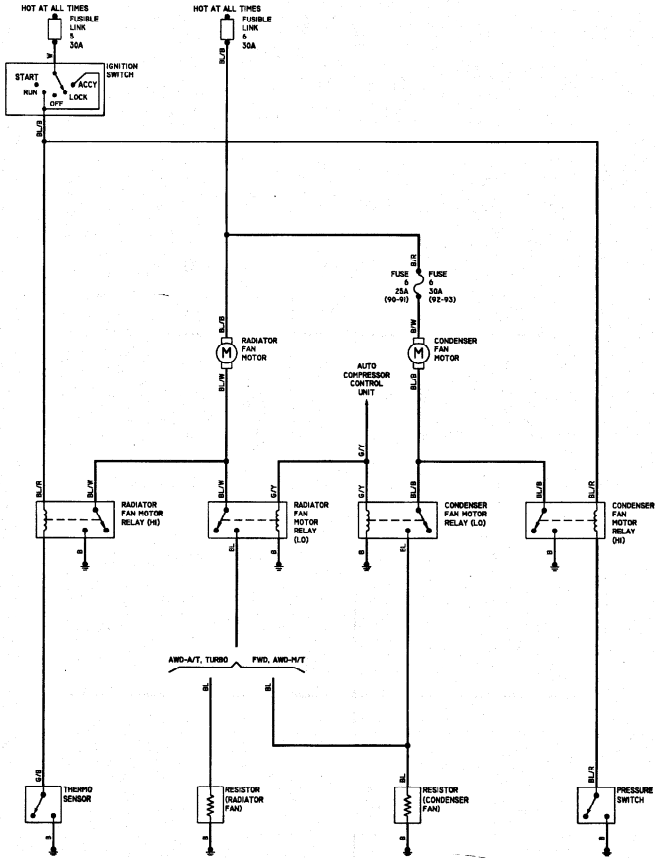 HOT AT ALL TIMES
FUSIBLE
LINK
5
30A
W
IGNITION
SWITCH
START
RUN
OFF
LOCK
ACCY
BL/B
HOT AT ALL TIMES
FUSIBLE
LINK
6
30A
BL/B
B/R
FUSE
6
25A
(90-91)
FUSE
6
30A
(92-93)
B/W
BL/B
RADIATOR
FAN
MOTOR
M
BL/W
CONDENSER
FAN
MOTOR
M
BL/B
AUTO
COMPRESSOR
CONTROL
UNIT
G/Y
BL/R
BL/W
RADIATOR
FAN MOTOR
RELAY (HI)
B
BL/W
G/Y
RADIATOR
FAN
MOTOR
RELAY
(LO)
BL
B
G/Y
BL/B
CONDENSER
FAN MOTOR
RELAY (LO)
B
BL
BL/B
BL/R
CONDENSER
FAN
MOTOR
RELAY
(HI)
B
AWD-A/T, TURBO
FWD, AWD-M/T
BL
BL
G/B
THERMO
SENSOR
B
RESISTOR
(RADIATOR
FAN)
B
BL
RESISTOR
(CONDENSER
FAN)
B
BL/R
PRESSURE
SWITCH
B